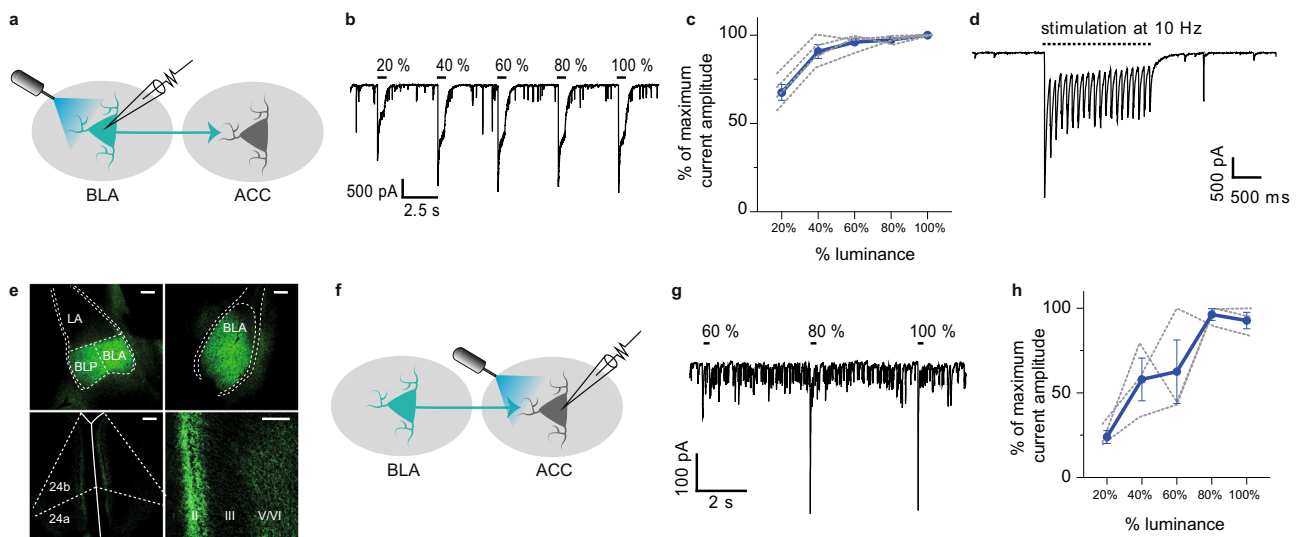 a
BLA
ACC
b
20 %
40 %
60 %
80 %
100 %
500 pA
2.5 s
c
% of maximum
current amplitude
100
50
0
20%
40%
60%
80%
100%
% luminance
d
stimulation at 10 Hz
500 pA
500 ms
e
LA
BLA
BLP
BLA
24b
24a
II
III
V/VI
f
BLA
ACC
g
60 %
80 %
100 %
100 pA
2 s
h
% of maximum
current amplitude
100
50
0
20%
40%
60%
80%
100%
% luminance